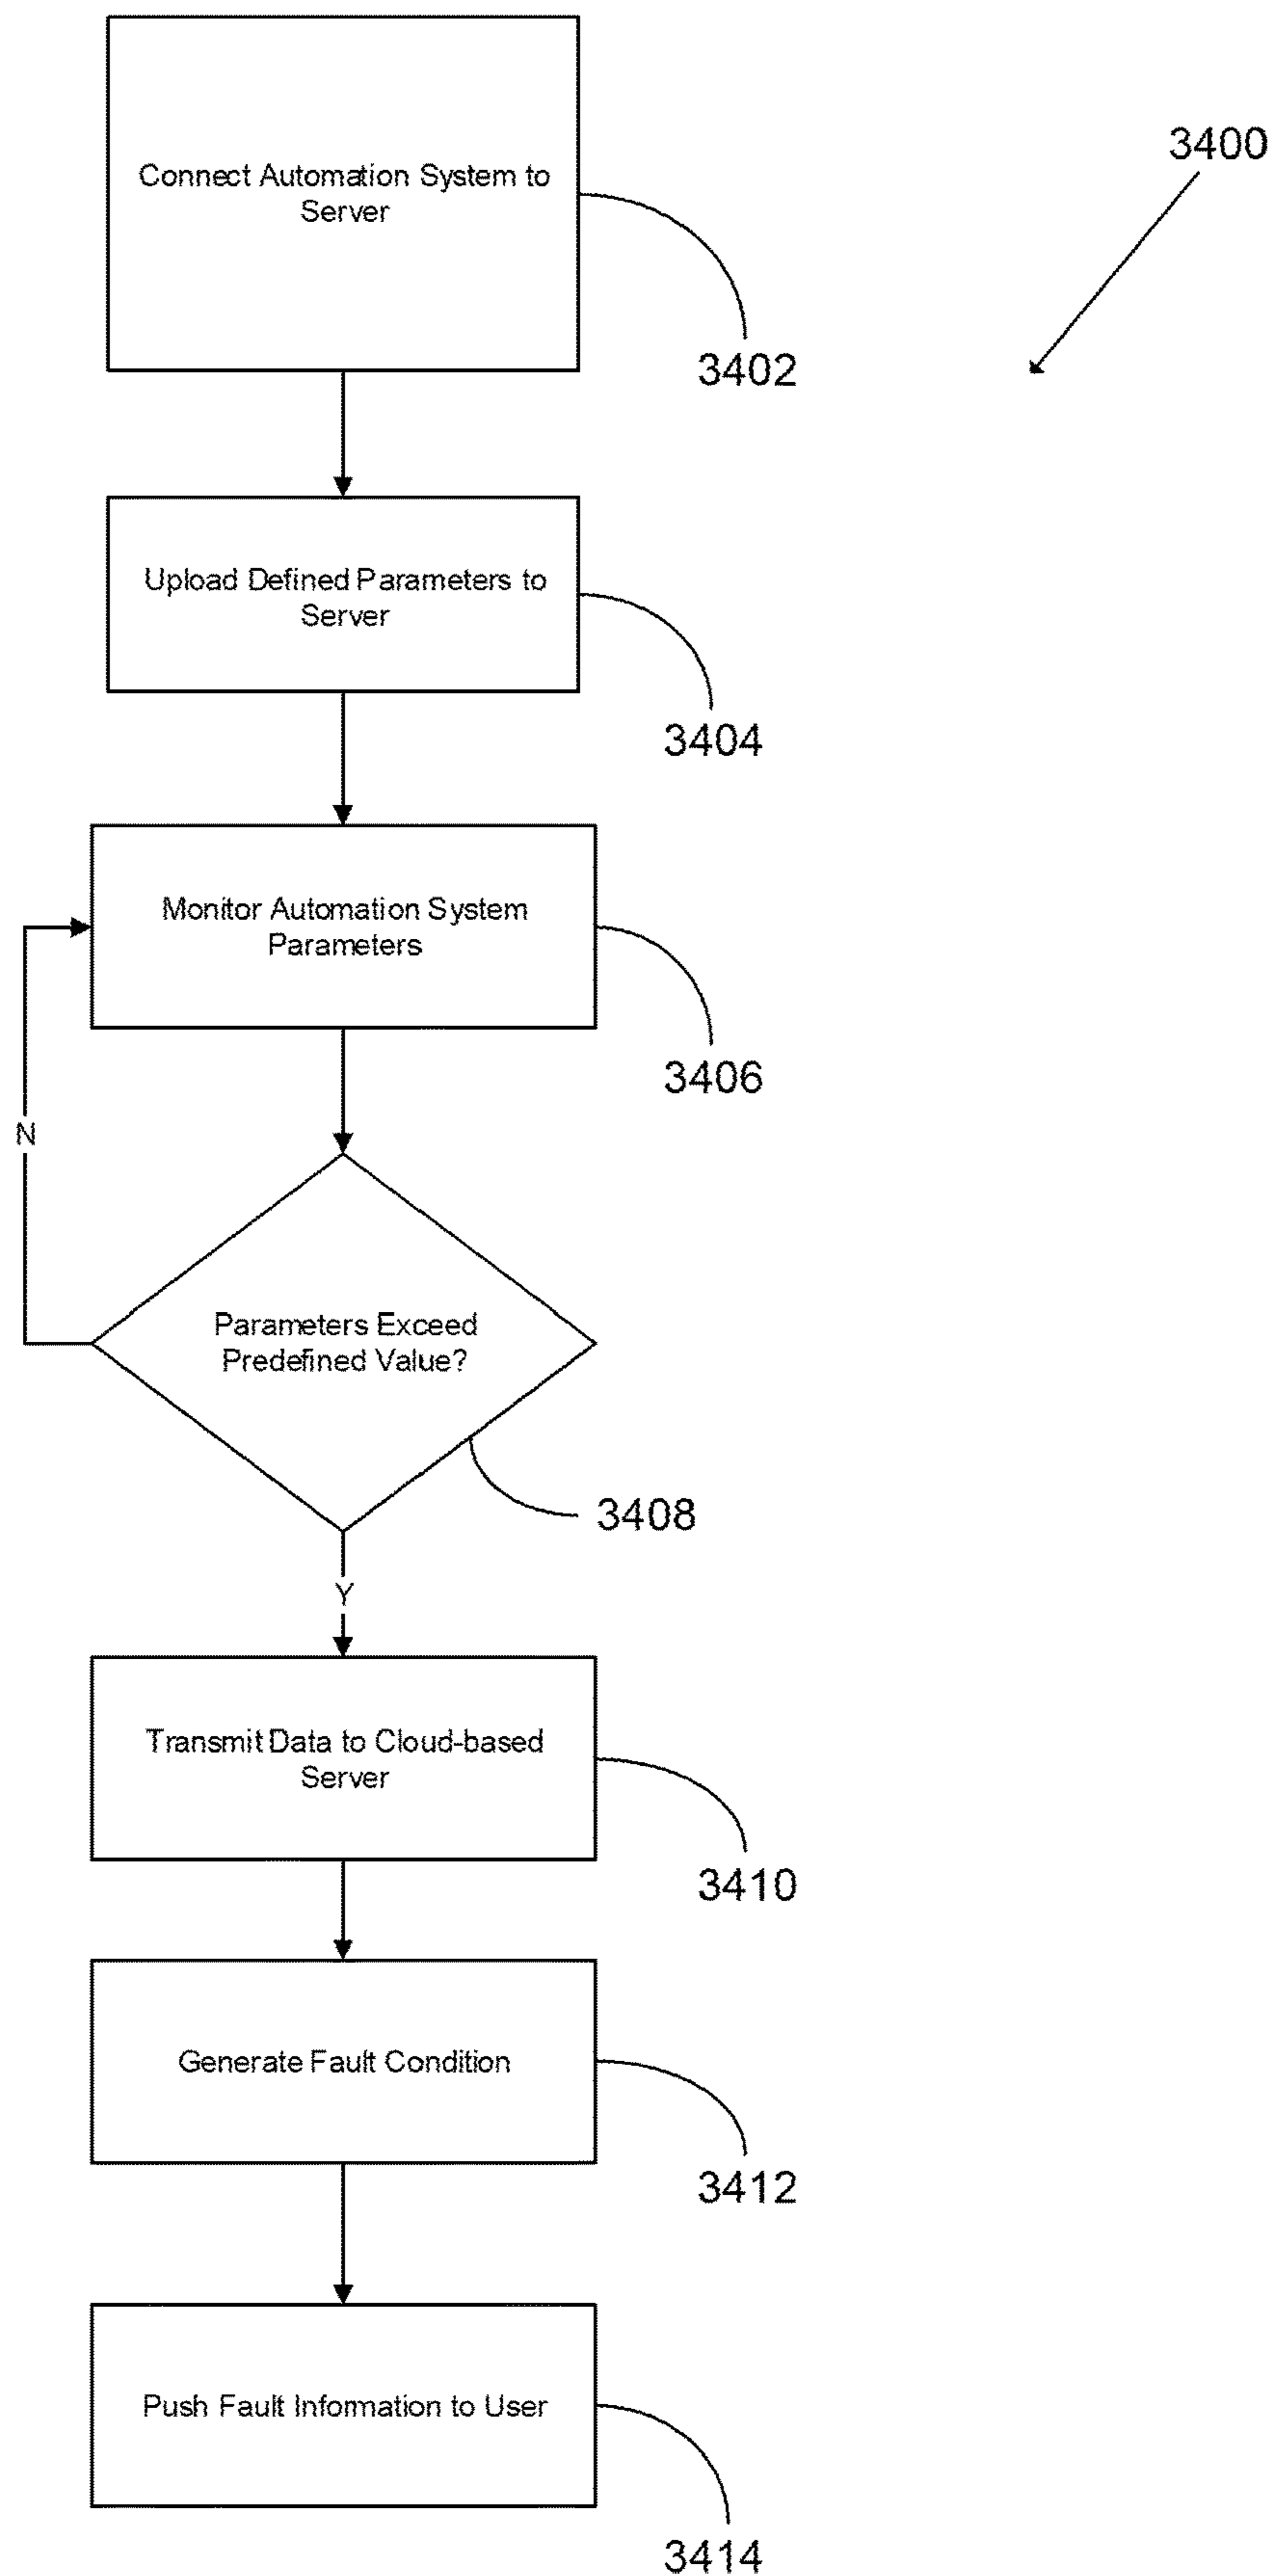 3400
Connect Automation System to
Server
3402
Upload Defined Parameters to
Server
3404
Monitor Automation System
Parameters
3406
N
Parameters Exceed
Predefined Value?
3408
Y
Transmit Data to Cloud-based
Server
3410
Generate Fault Condition
3412
Push Fault Information to User
3414